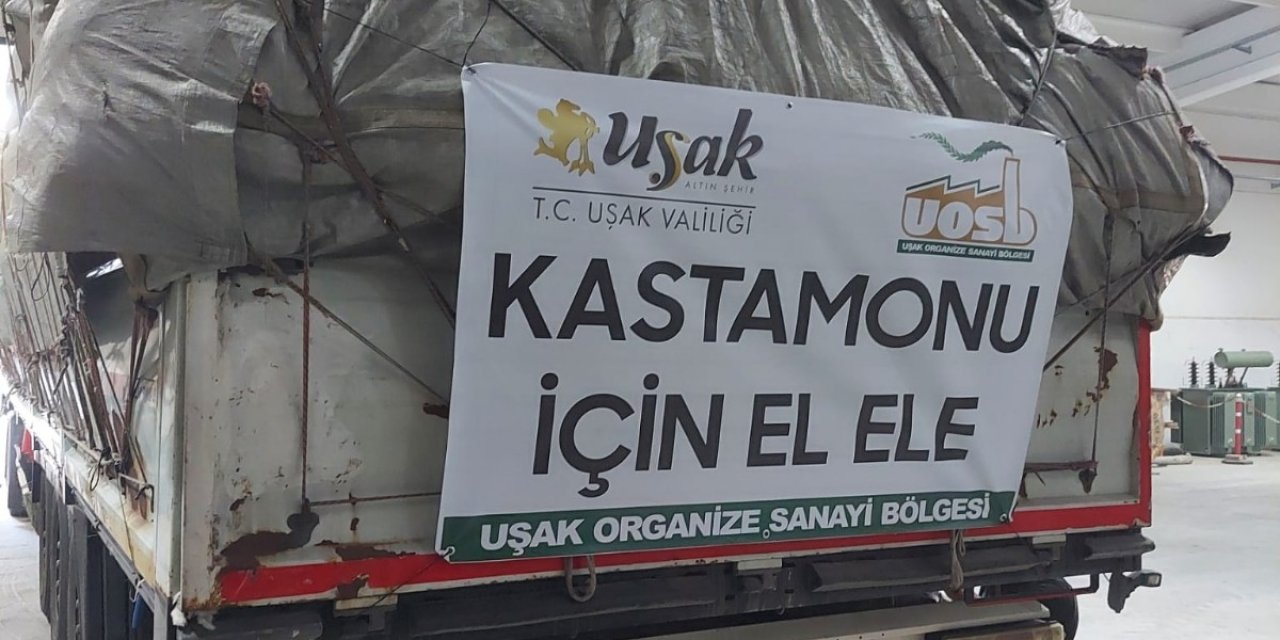 Uşak
ALTIN ŞEHİR
T.C. UŞAK VALİLİĞİ
uosb
UŞAK ORGANİZE SANAYİ BÖLGESİ
KASTAMONU
İÇİN EL ELE
UŞAK ORGANİZE SANAYİ BÖLGESİ